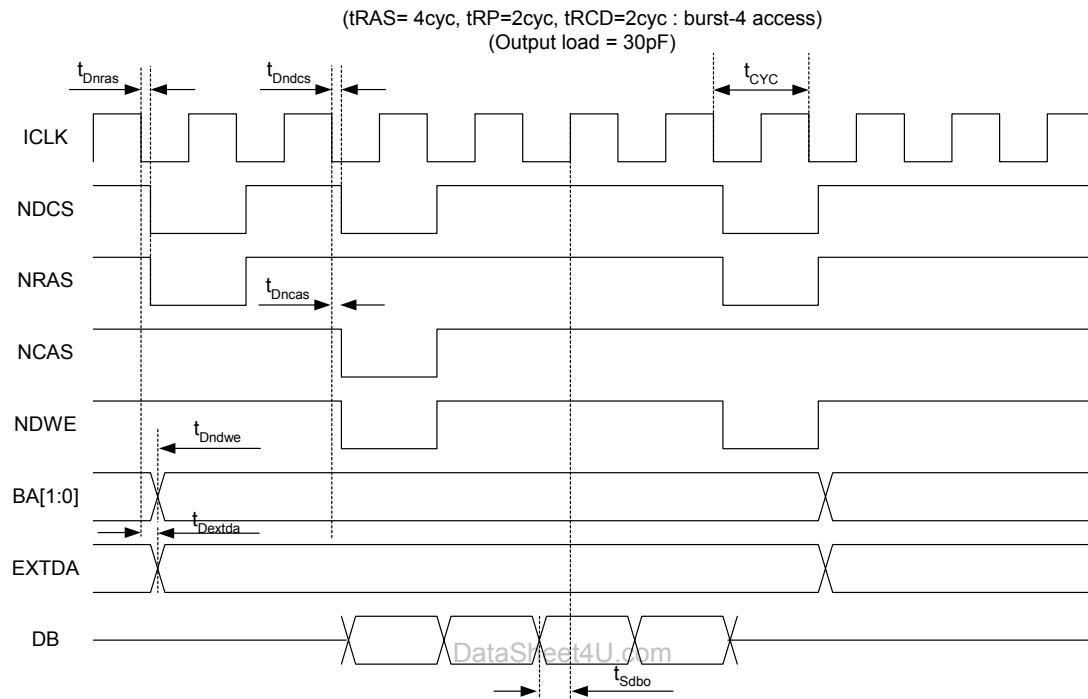 (tRAS= 4cyc, tRP=2cyc, tRCD=2cyc : burst-4 access)
(Output load = 30pF)
tDnras
tDndcs
tCYC
ICLK
NDCS
NRAS
tDncas
NCAS
NDWE
tDndwe
BA[1:0]
tDextda
EXTDA
DB
DataSheet4U.com
tSdbo